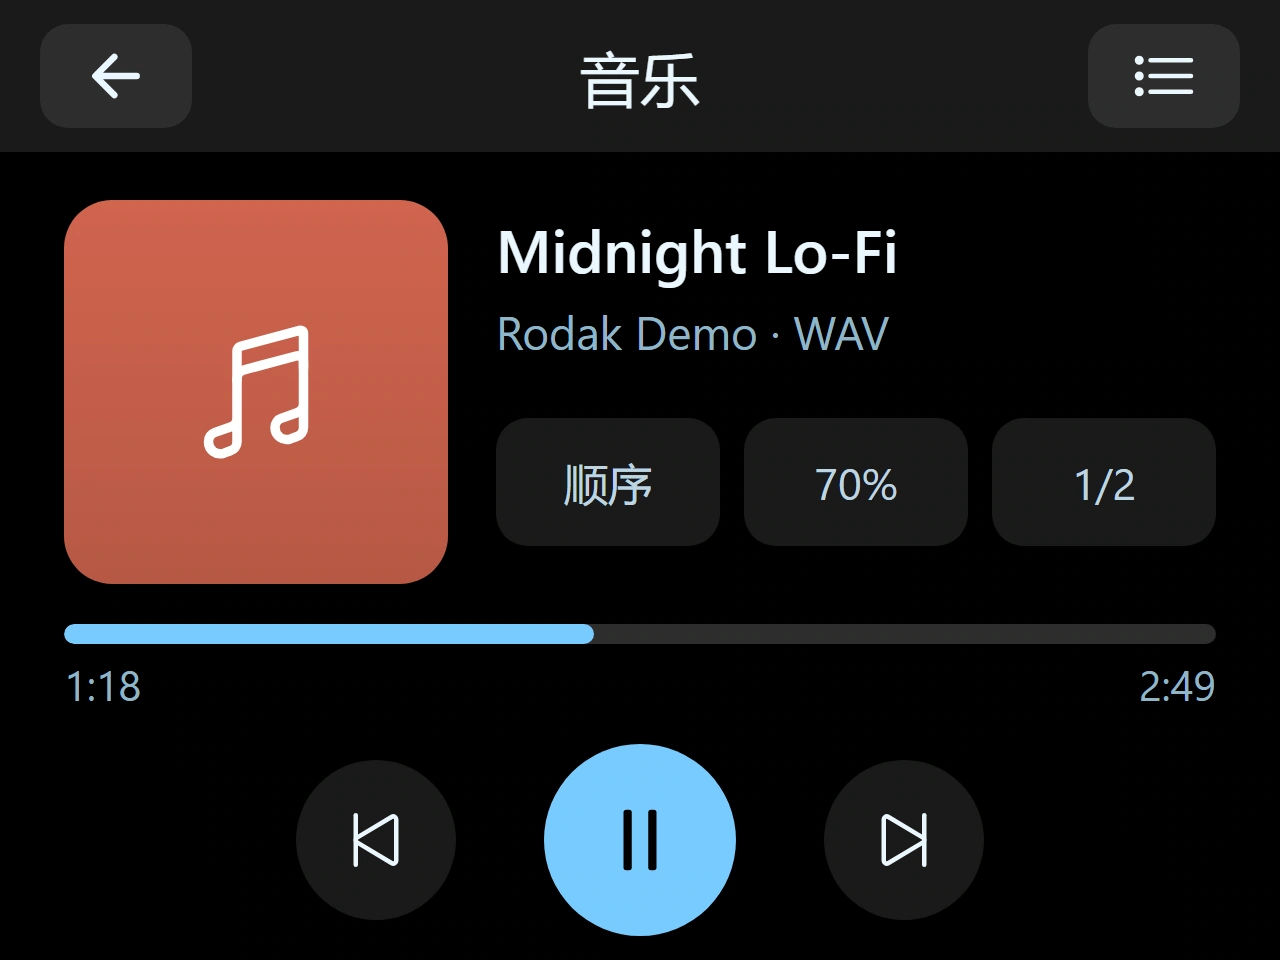 音乐
Midnight Lo-Fi
Rodak Demo · WAV
顺序
70%
1/2
1:18
2:49